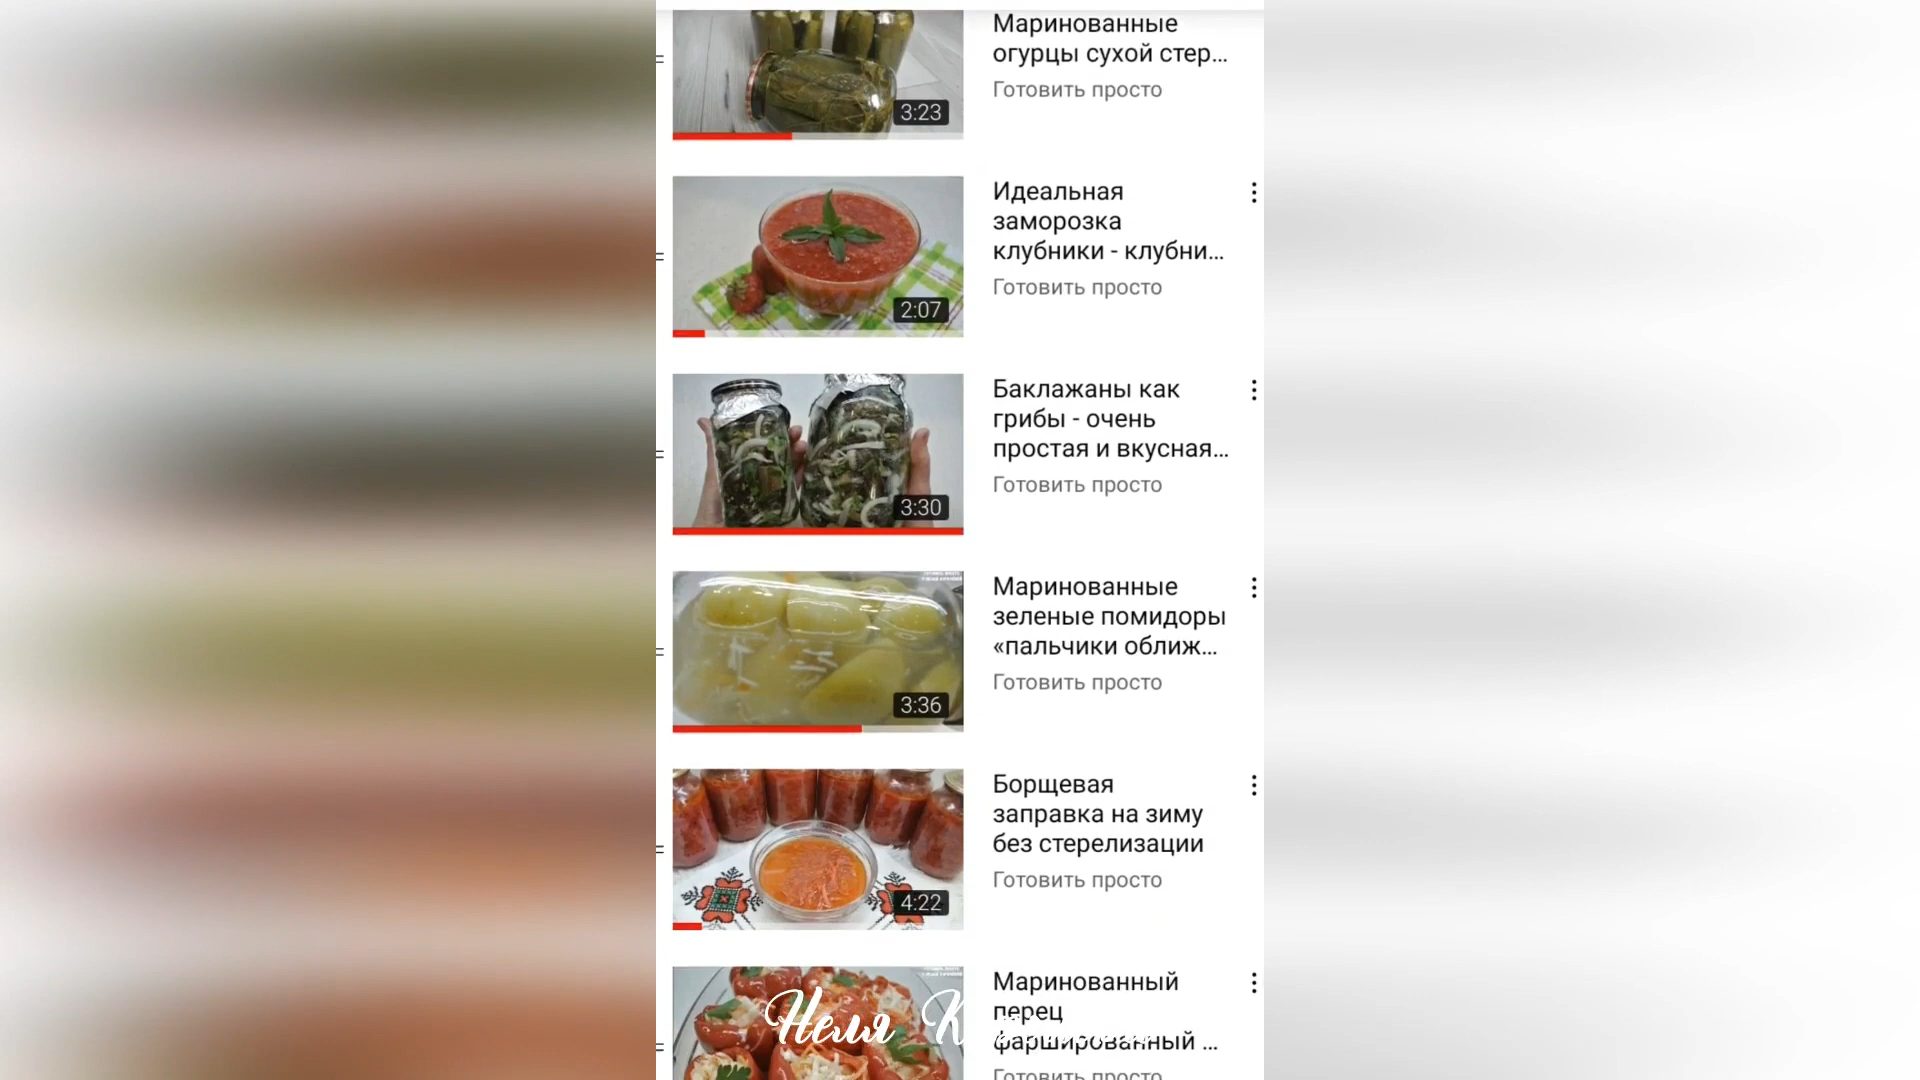 Маринованные
огурцы сухой стер...
Готовить просто
3:23
Идеальная
заморозка
клубники - клубни...
Готовить просто
2:07
Баклажаны как
грибы - очень
простая и вкусная...
Готовить просто
3:30
Маринованные
зеленые помидоры
«пальчики оближ...
Готовить просто
3:36
Борщевая
заправка на зиму
без стерелизации
Готовить просто
4:22
Маринованный
перец
фаршированный ...
Готовить просто
Неля